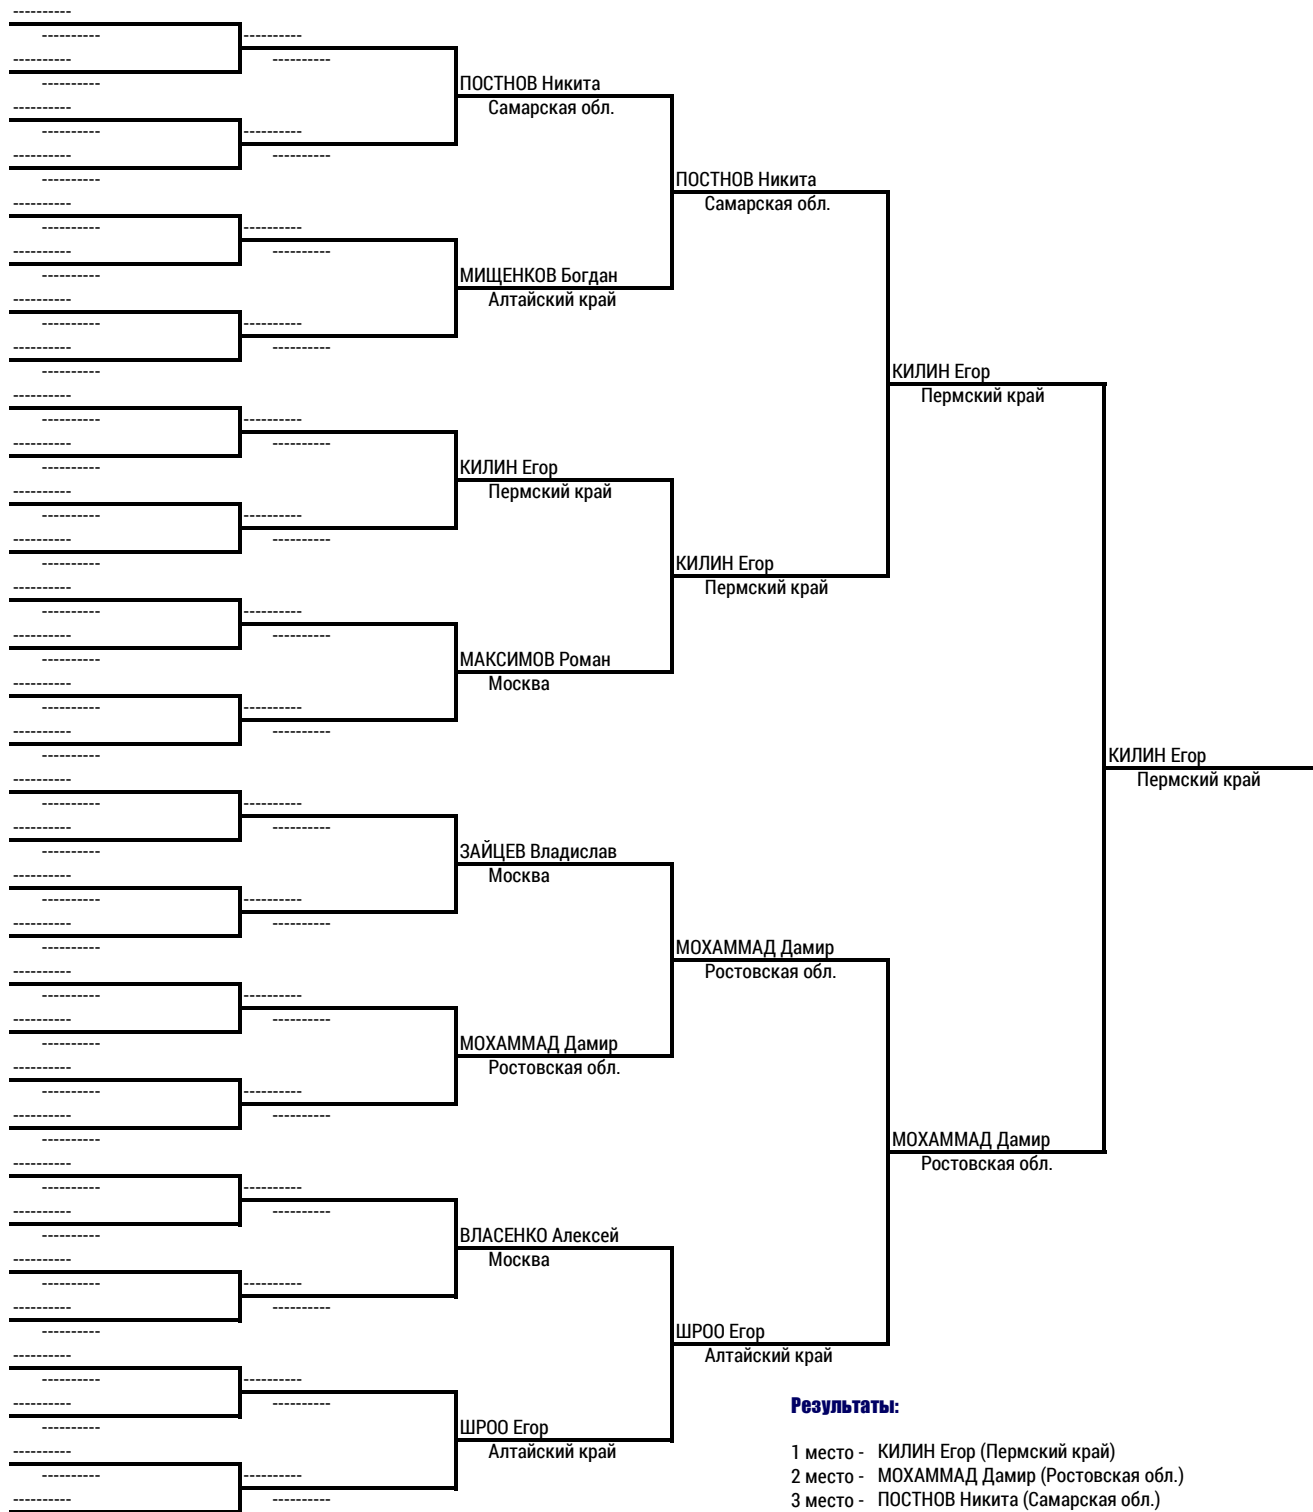 ----------
----------
----------
----------
----------
----------
----------
----------
ПОСТНОВ Никита
Самарская обл.
----------
----------
----------
----------
----------
----------
ПОСТНОВ Никита
Самарская обл.
----------
----------
----------
----------
----------
----------
МИЩЕНКОВ Богдан
Алтайский край
----------
----------
----------
----------
----------
----------
КИЛИН Егор
Пермский край
----------
----------
----------
----------
----------
----------
КИЛИН Егор
Пермский край
----------
----------
----------
----------
----------
----------
КИЛИН Егор
Пермский край
----------
----------
----------
----------
----------
----------
МАКСИМОВ Роман
Москва
----------
----------
----------
----------
----------
----------
КИЛИН Егор
Пермский край
----------
----------
----------
----------
----------
----------
ЗАЙЦЕВ Владислав
Москва
----------
----------
----------
----------
----------
----------
МОХАММАД Дамир
Ростовская обл.
----------
----------
----------
----------
----------
----------
МОХАММАД Дамир
Ростовская обл.
----------
----------
----------
----------
----------
----------
МОХАММАД Дамир
Ростовская обл.
----------
----------
----------
----------
----------
----------
ВЛАСЕНКО Алексей
Москва
----------
----------
----------
----------
----------
----------
ШРОО Егор
Алтайский край
----------
----------
----------
----------
----------
----------
ШРОО Егор
Алтайский край
----------
----------
----------
----------
----------
Результаты:
1 место - КИЛИН Егор (Пермский край)
2 место - МОХАММАД Дамир (Ростовская обл.)
3 место - ПОСТНОВ Никита (Самарская обл.)